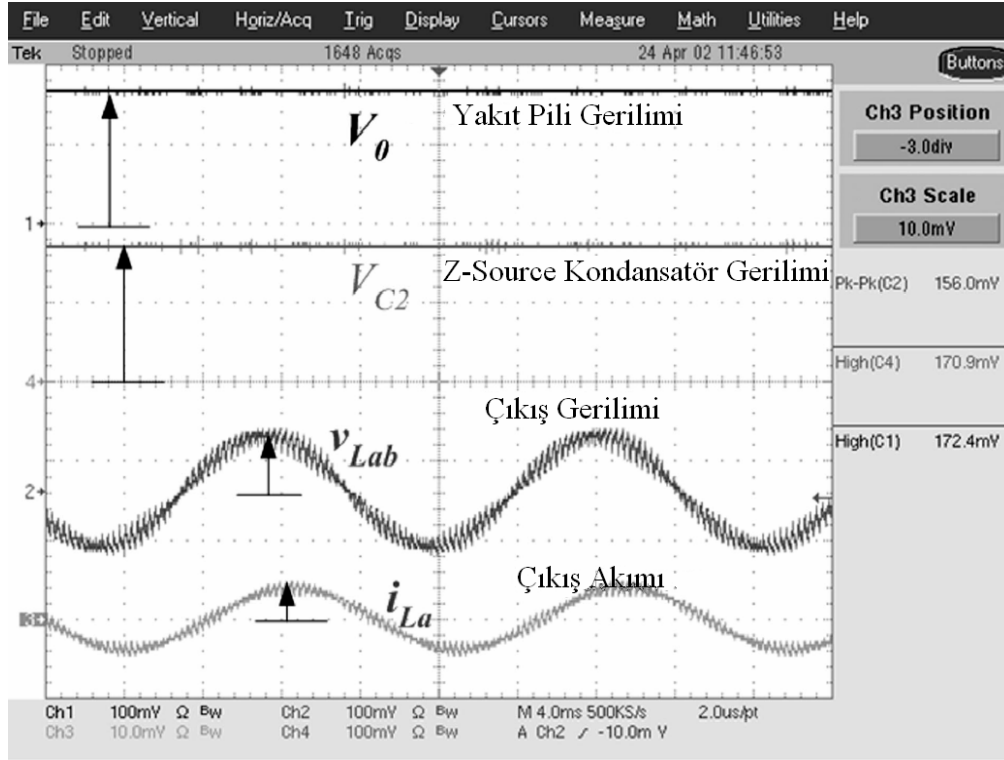 File Edit Vertical Horiz/Acq Trig Display Cursors Measure Math Utilities Help
Tek Stopped 1648 Acqs 24 Apr 02 11:46:53
Buttons
Ch3 Position
-3.0div
Ch3 Scale
10.0mV
Pk-Pk(C2) 156.0mV
High(C4) 170.9mV
High(C1) 172.4mV
V0 Yakıt Pili Gerilimi
1
VC2 Z-Source Kondansatör Gerilimi
4
Çıkış Gerilimi
vLab
2
Çıkış Akımı
iLa
3
Ch1 100mV Ω Bw Ch2 100mV Ω Bw M 4.0ms 500KS/s 2.0us/pt
Ch3 10.0mV Ω Bw Ch4 100mV Ω Bw A Ch2 / -10.0m V